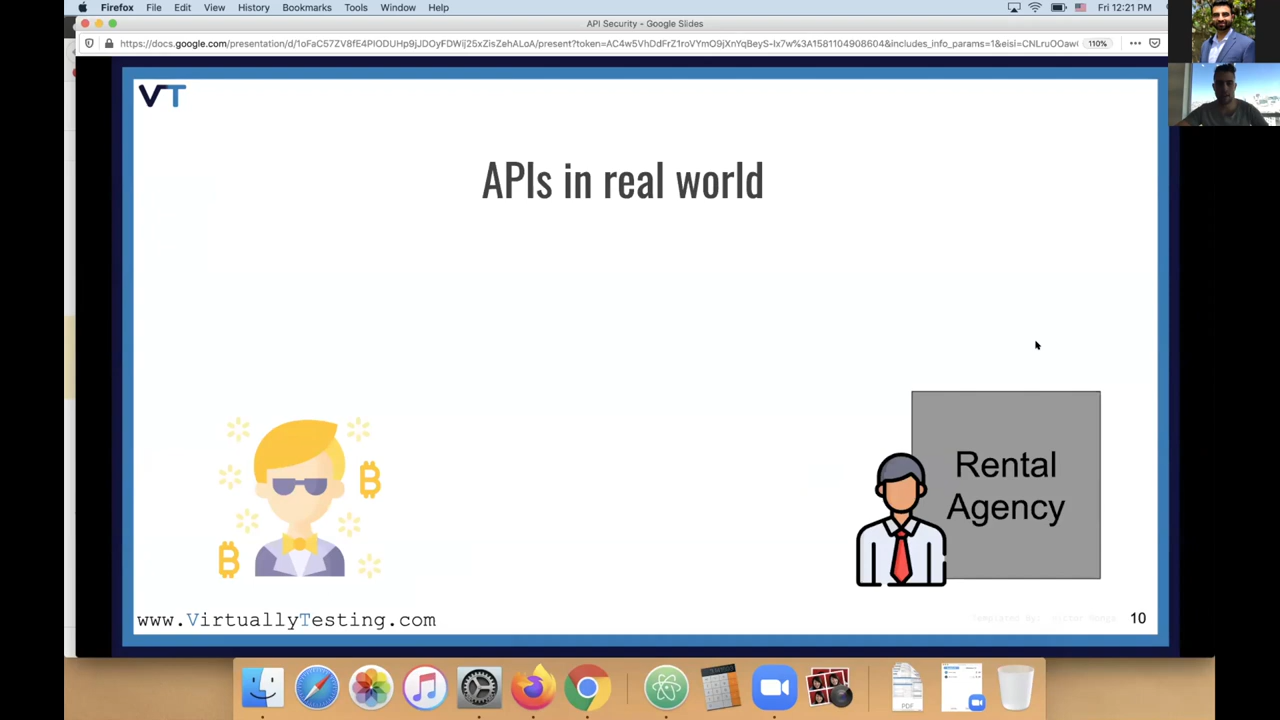 Firefox File Edit View History Bookmarks Tools Window Help Fri 12:21 PM
API Security - Google Slides
110%
VT
APIs in real world
Rental
Agency
www.VirtuallyTesting.com
10
PDF